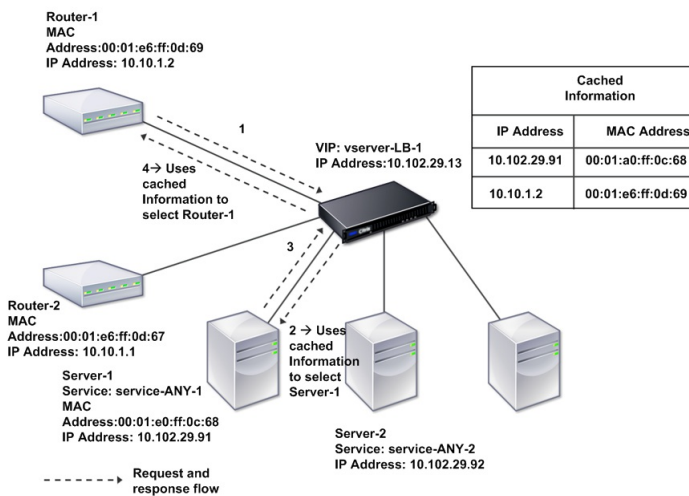 Router-1
MAC
Address:00:01:e6:ff:0d:69
IP Address: 10.10.1.2
1
4→ Uses
cached
Information to
select Router-1
VIP: vserver-LB-1
IP Address:10.102.29.13
Cached
Information
IP Address MAC Address
10.102.29.91 00:01:a0:ff:0c:68
10.10.1.2 00:01:e6:ff:0d:69
3
Router-2
MAC
Address:00:01:e6:ff:0d:67
IP Address: 10.10.1.1
2 → Uses
cached
Information
to select
Server-1
Server-1
Service: service-ANY-1
MAC
Address:00:01:e0:ff:0c:68
IP Address: 10.102.29.91
Server-2
Service: service-ANY-2
IP Address: 10.102.29.92
Request and
response flow